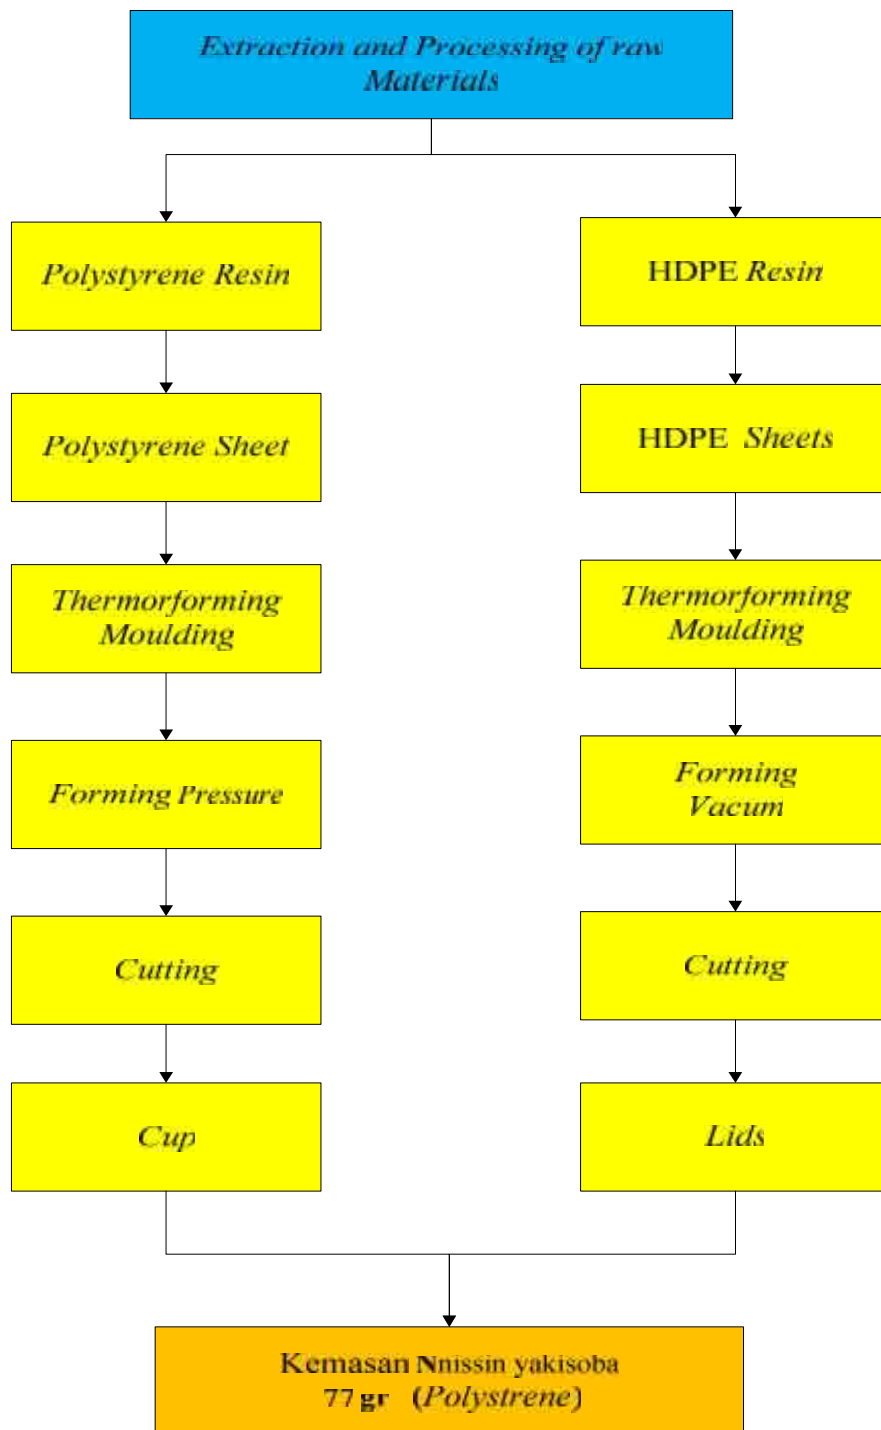 Extraction and Processing of raw
Materials
Polystyrene Resin
Polystyrene Sheet
Thermorforming
Moulding
Forming Pressure
Cutting
Cup
HDPE Resin
HDPE Sheets
Thermorforming
Moulding
Forming
Vacum
Cutting
Lids
Kemasan Nnissin yakisoba
77 gr (Polystrene)